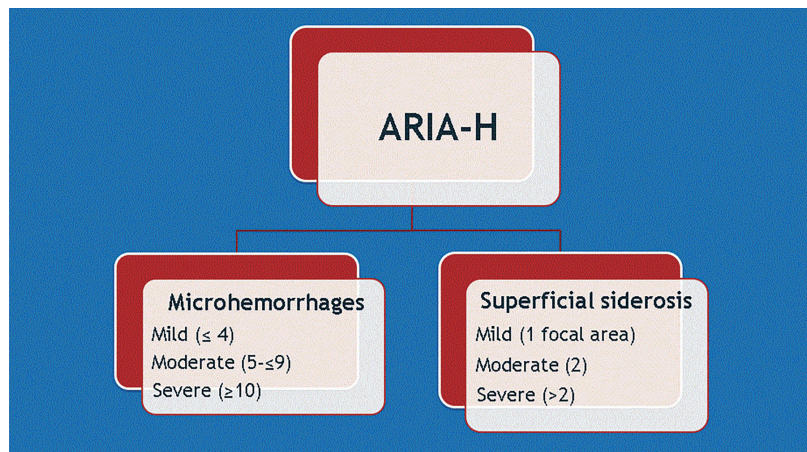 ARIA-H
Microhemorrhages
Mild (≤ 4)
Moderate (5-≤9)
Severe (≥10)
Superficial siderosis
Mild (1 focal area)
Moderate (2)
Severe (>2)